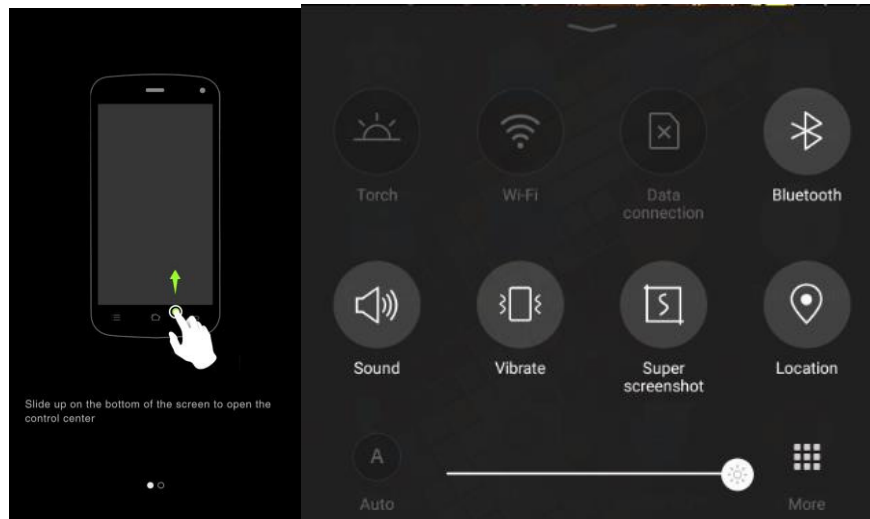 Slide up on the bottom of the screen to open the
control center
Torch
Wi-Fi
Data
connection
Bluetooth
Sound
Vibrate
Super
screenshot
Location
A
Auto
More